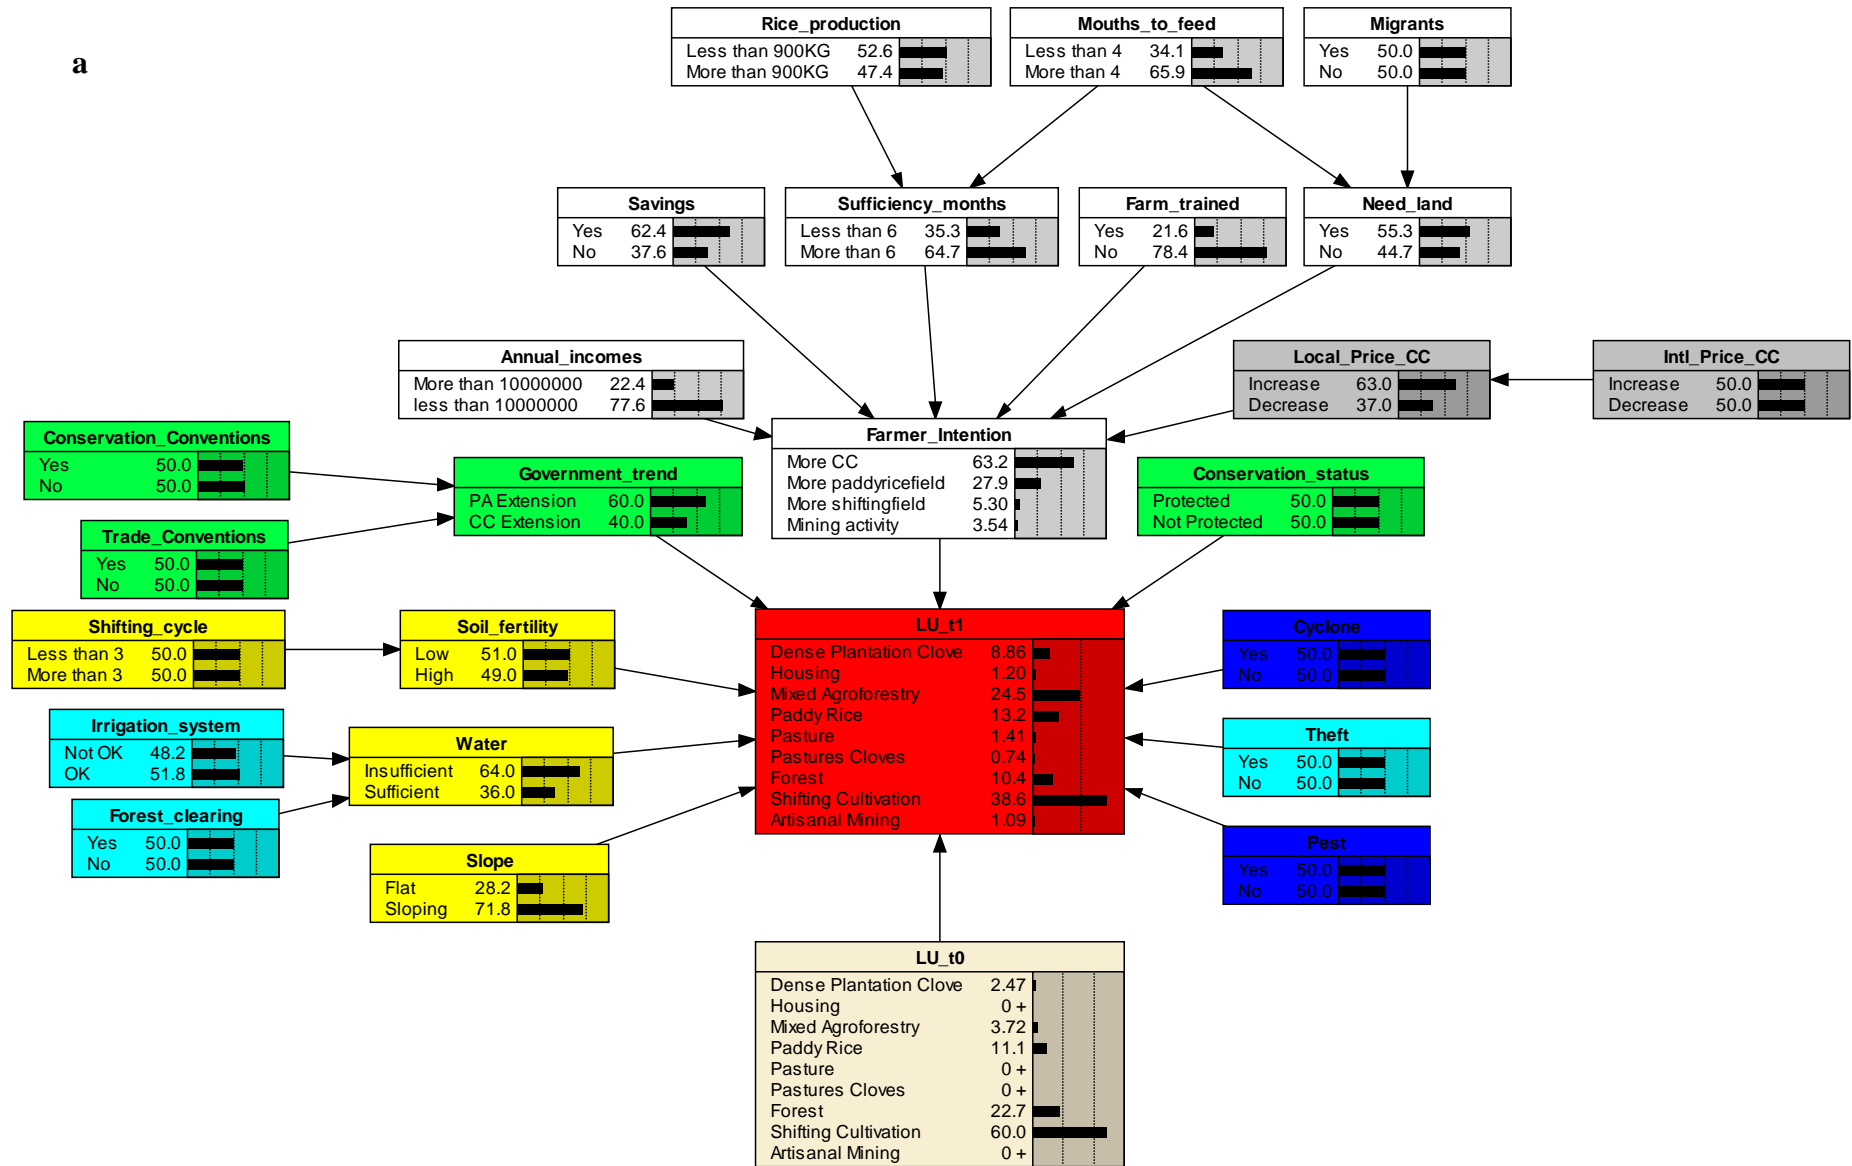 a
Rice_production
Less than 900KG 52.6
More than 900KG 47.4
Mouths_to_feed
Less than 4 34.1
More than 4 65.9
Migrants
Yes 50.0
No 50.0
Savings
Yes 62.4
No 37.6
Sufficiency_months
Less than 6 35.3
More than 6 64.7
Farm_trained
Yes 21.6
No 78.4
Need_land
Yes 55.3
No 44.7
Annual_incomes
More than 10000000 22.4
less than 10000000 77.6
Local_Price_CC
Increase 63.0
Decrease 37.0
Intl_Price_CC
Increase 50.0
Decrease 50.0
Conservation_Conventions
Yes 50.0
No 50.0
Government_trend
PA Extension 60.0
CC Extension 40.0
Farmer_Intention
More CC 63.2
More paddyricefield 27.9
More shiftingfield 5.30
Mining activity 3.54
Conservation_status
Protected 50.0
Not Protected 50.0
Trade_Conventions
Yes 50.0
No 50.0
Shifting_cycle
Less than 3 50.0
More than 3 50.0
Soil_fertility
Low 51.0
High 49.0
LU_t1
Dense Plantation Clove 8.86
Housing 1.20
Mixed Agroforestry 24.5
Paddy Rice 13.2
Pasture 1.41
Pastures Cloves 0.74
Forest 10.4
Shifting Cultivation 38.6
Artisanal Mining 1.09
Cyclone
Yes 50.0
No 50.0
Irrigation_system
Not OK 48.2
OK 51.8
Water
Insufficient 64.0
Sufficient 36.0
Theft
Yes 50.0
No 50.0
Forest_clearing
Yes 50.0
No 50.0
Slope
Flat 28.2
Sloping 71.8
Pest
Yes 50.0
No 50.0
LU_t0
Dense Plantation Clove 2.47
Housing 0 +
Mixed Agroforestry 3.72
Paddy Rice 11.1
Pasture 0 +
Pastures Cloves 0 +
Forest 22.7
Shifting Cultivation 60.0
Artisanal Mining 0 +